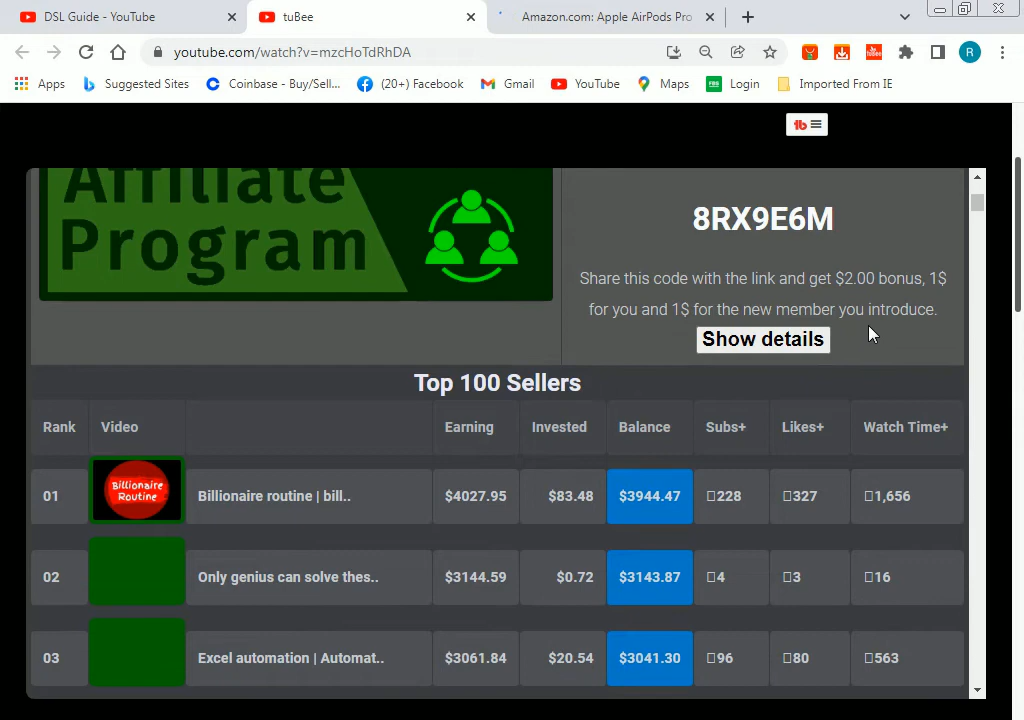 DSL Guide - YouTube
tuBee
Amazon.com: Apple AirPods Pro
youtube.com/watch?v=mzcHoTdRhDA
R
Apps
Suggested Sites
Coinbase - Buy/Sell...
(20+) Facebook
Gmail
YouTube
Maps
Login
Imported From IE
Affiliate
Program
8RX9E6M
Share this code with the link and get $2.00 bonus, 1$
for you and 1$ for the new member you introduce.
Show details
Top 100 Sellers
Rank Video Earning Invested Balance Subs+ Likes+ Watch Time+
01 Billionaire Routine Billionaire routine | bill.. $4027.95 $83.48 $3944.47 228 327 1,656
02 Only genius can solve thes.. $3144.59 $0.72 $3143.87 4 3 16
03 Excel automation | Automat.. $3061.84 $20.54 $3041.30 96 80 563